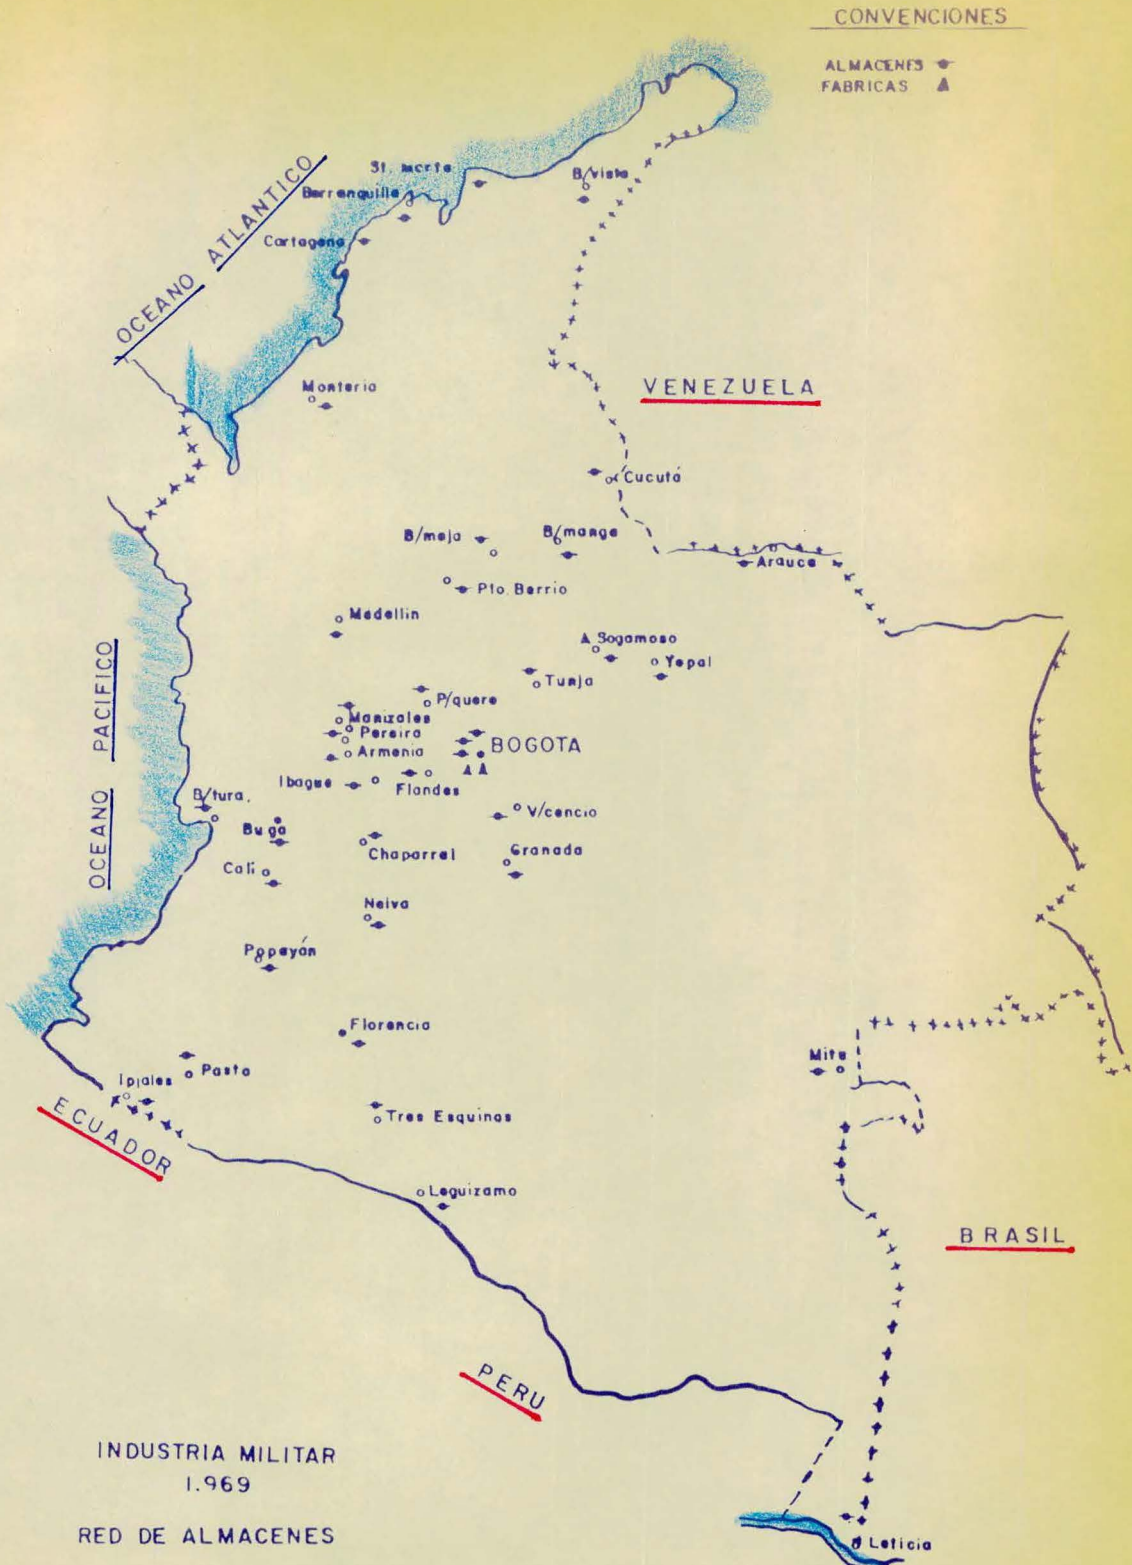 CONVENCIONES
ALMACENES
FABRICAS
OCEANO ATLANTICO
St. marta
Barranquilla
Cartagena
B/vista
Monteria
VENEZUELA
Cucutá
B/meja
B/manga
Arauca
Pto. Berrio
Medellin
Sogamoso
Yopal
Tunja
P/quere
Manizales
Pereira
Armenia
BOGOTA
Ibague
Flandes
OCEANO PACIFICO
B/tura.
V/cencio
Buga
Chaparral
Granada
Cali
Neiva
Popayán
Florencia
Mitu
Pasto
Ipiales
Tres Esquinas
ECUADOR
Leguizamo
BRASIL
PERU
INDUSTRIA MILITAR
1.969
RED DE ALMACENES
Leticia